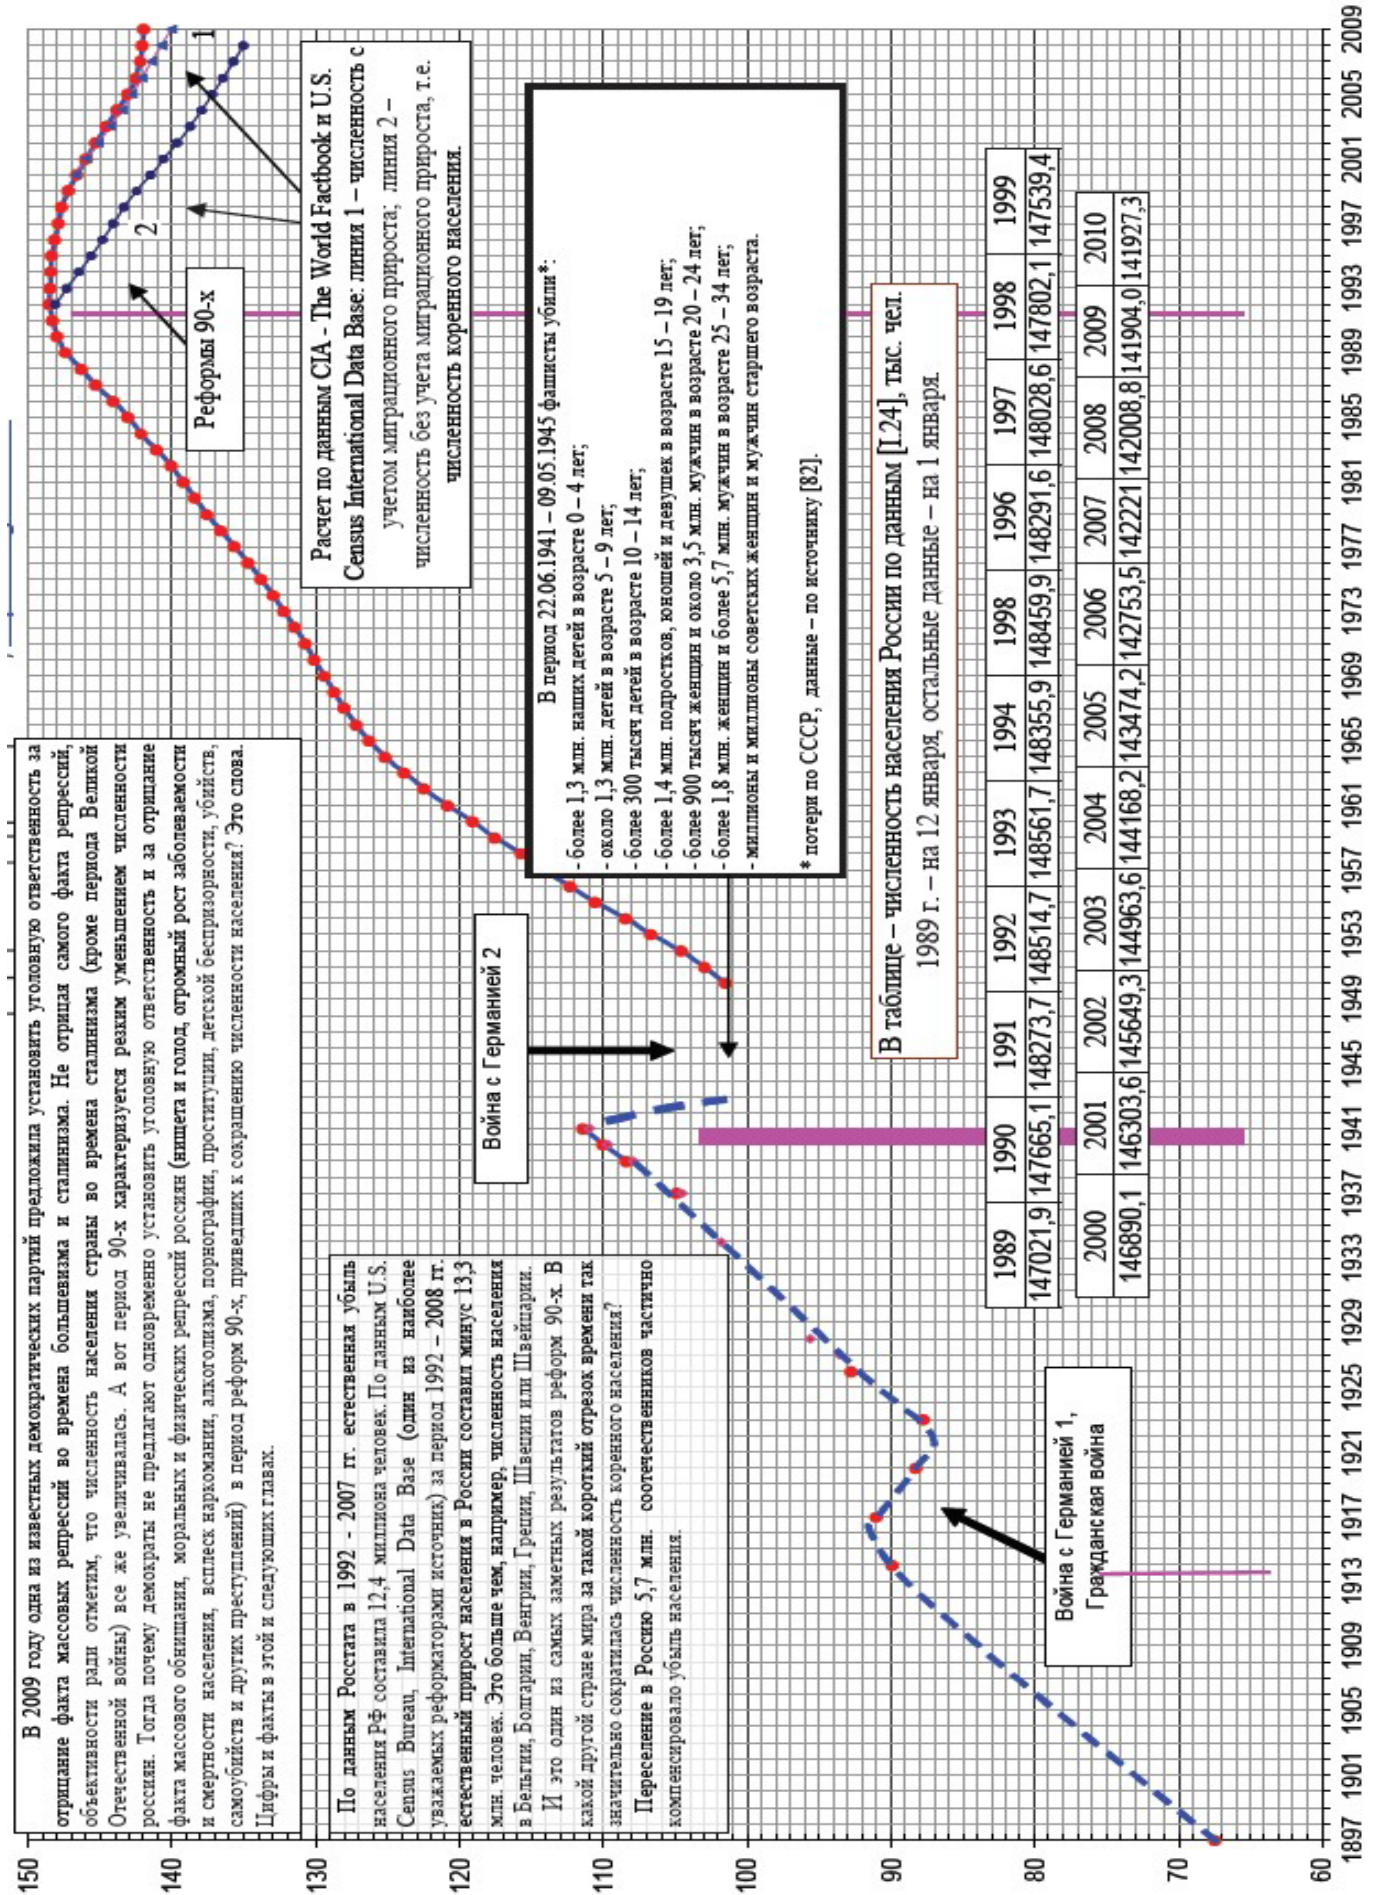 В 2009 году одна из известных демократических партий предложила установить уголовную ответственность за
отрицание факта массовых репрессий во времена большевизма и сталинизма. Не отрицая самого факта репрессий,
объективности ради отметим, что численность населения страны во времена сталинизма (кроме периода Великой
Отечественной войны) все же увеличивалась. А вот период 90-х характеризуется резким уменьшением численности
россиян. Тогда почему демократы не предлагают одновременно установить уголовную ответственность и за отрицание
факта массового обнищания, моральных и физических репрессий россиян (нищета и голод, огромный рост заболеваемости
и смертности населения, всплеск наркомании, алкоголизма, порнографии, проституции, детской беспризорности, убийств,
самоубийств и других преступлений) в период реформ 90-х, приведших к сокращению численности населения? Это слова.
Цифры и факты в этой и следующих главах.
По данным Росстата в 1992 - 2007 гг. естественная убыль
населения РФ составила 12,4 миллиона человек. По данным U.S.
Census Bureau, International Data Base (один из наиболее
уважаемых реформаторами источник) за период 1992 – 2008 гг.
естественный прирост населения в России составил минус 13,3
млн. человек. Это больше чем, например, численность населения
в Бельгии, Болгарии, Венгрии, Греции, Швеции или Швейцарии.
И это один из самых заметных результатов реформ 90-х. В
какой другой стране мира за такой короткий отрезок времени так
значительно сократилась численность коренного населения?
Переселение в Россию 5,7 млн. соотечественников частично
компенсировало убыль населения.
Реформы 90-х
2
1
Расчет по данным CIA - The World Factbook и U.S.
Census International Data Base: линия 1 – численность с
учетом миграционного прироста; линия 2 –
численность без учета миграционного прироста, т.е.
численность коренного населения.
Война с Германией 2
В период 22.06.1941 – 09.05.1945 фашисты убили*:
- более 1,3 млн. наших детей в возрасте 0 – 4 лет;
- около 1,3 млн. детей в возрасте 5 – 9 лет;
- более 300 тысяч детей в возрасте 10 – 14 лет;
- более 1,4 млн. подростков, юношей и девушек в возрасте 15 – 19 лет;
- более 900 тысяч женщин и около 3,5 млн. мужчин в возрасте 20 – 24 лет;
- более 1,8 млн. женщин и более 5,7 млн. мужчин в возрасте 25 – 34 лет;
- миллионы и миллионы советских женщин и мужчин старшего возраста.
* потери по СССР, данные – по источнику [82].
В таблице – численность населения России по данным [I.24], тыс. чел.
1989 г. – на 12 января, остальные данные – на 1 января.
1989 1990 1991 1992 1993 1994 1998 1996 1997 1998 1999
147021,9 147665,1 148273,7 148514,7 148561,7 148355,9 148459,9 148291,6 148028,6 147802,1 147539,4
2000 2001 2002 2003 2004 2005 2006 2007 2008 2009 2010
146890,1 146303,6 145649,3 144963,6 144168,2 143474,2 142753,5 142221 142008,8 141904,0 141927,3
Война с Германией 1,
Гражданская война
150
140
130
120
110
100
90
80
70
60
1897 1901 1905 1909 1913 1917 1921 1925 1929 1933 1937 1941 1945 1949 1953 1957 1961 1965 1969 1973 1977 1981 1985 1989 1993 1997 2001 2005 2009